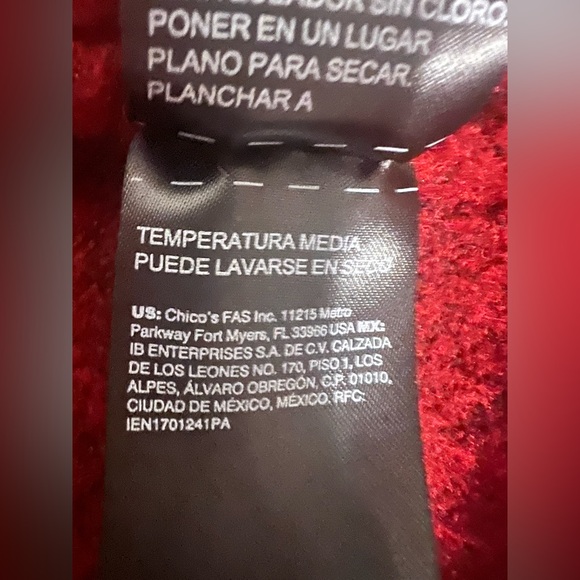 SIN CLORO.
PONER EN UN LUGAR
PLANO PARA SECAR.
PLANCHAR A
TEMPERATURA MEDIA.
PUEDE LAVARSE EN SECO
US: Chico's FAS Inc. 11215 Metro
Parkway Fort Myers, FL 33966 USA MX:
IB ENTERPRISES S.A. DE C.V. CALZADA
DE LOS LEONES NO. 170, PISO 1, LOS
ALPES, ÁLVARO OBREGÓN, C.P. 01010,
CIUDAD DE MÉXICO, MÉXICO. RFC:
IEN1701241PA